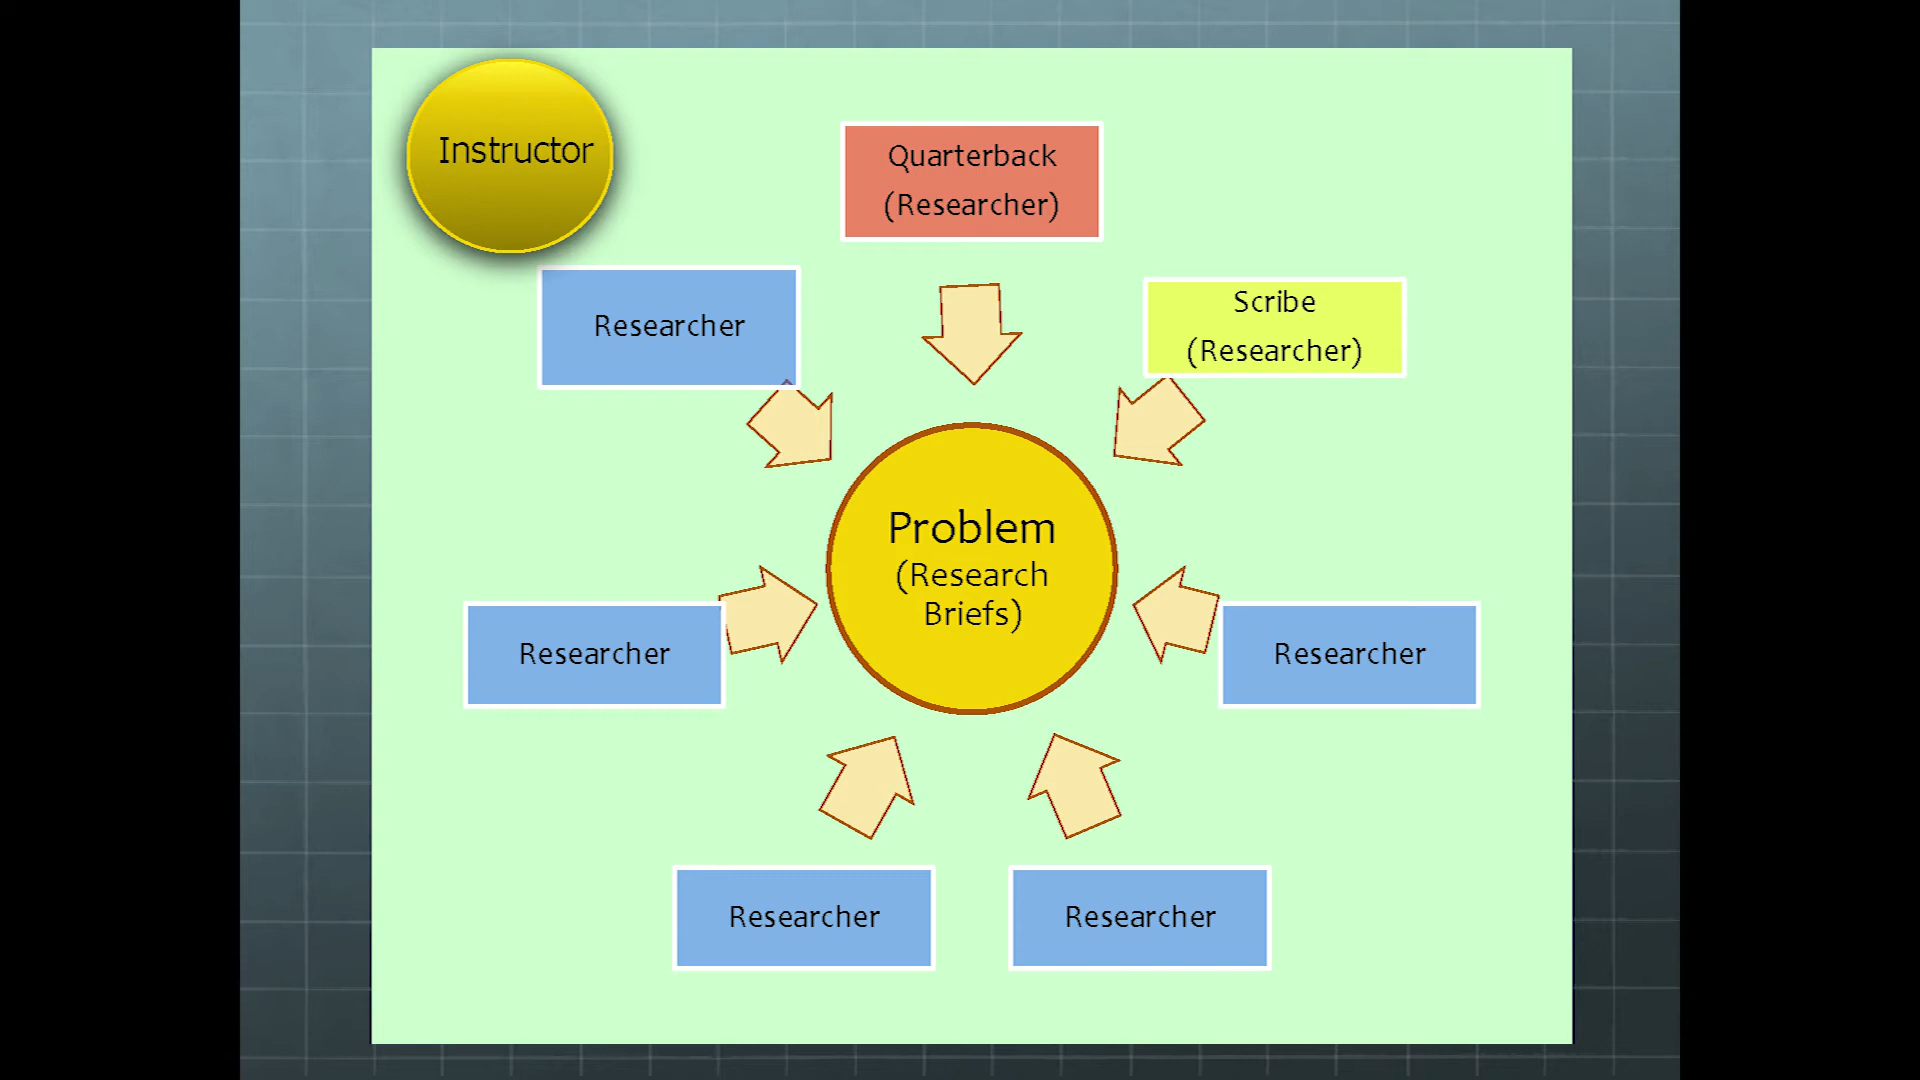 Instructor
Quarterback
(Researcher)
Researcher
Scribe
(Researcher)
Problem
(Research
Briefs)
Researcher
Researcher
Researcher
Researcher